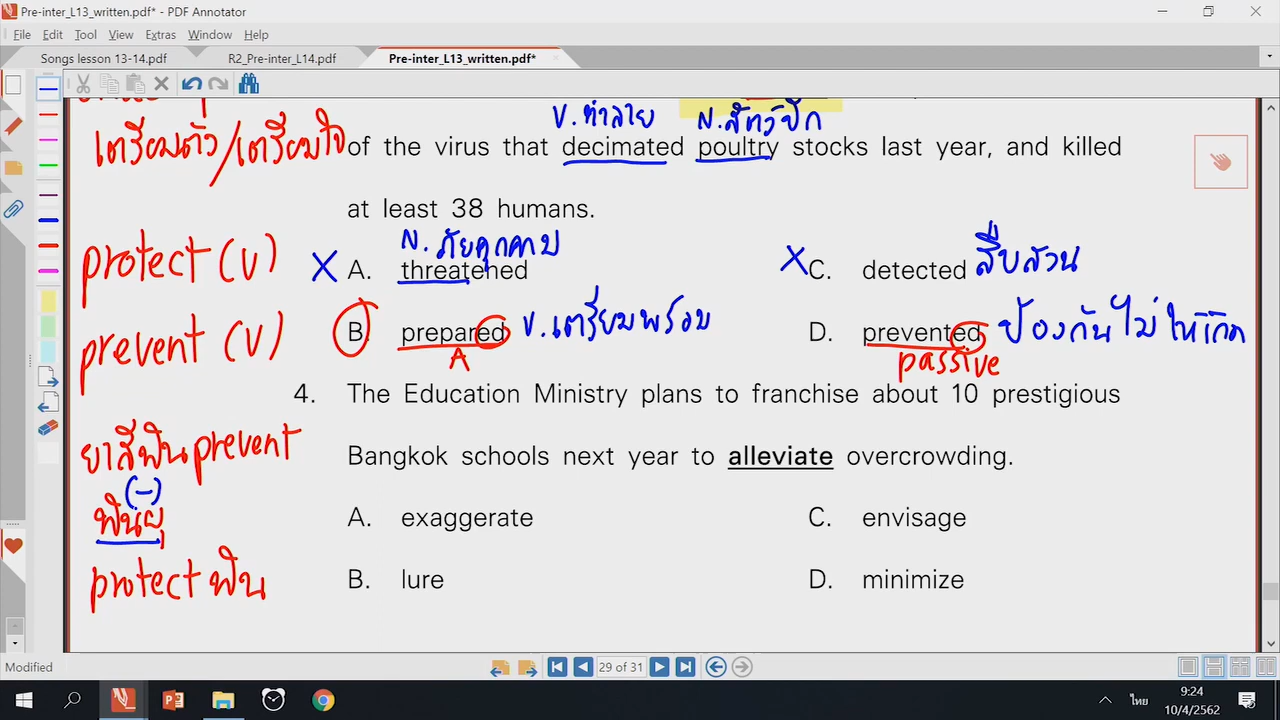 Pre-inter_L13_written.pdf* - PDF Annotator
File Edit Tool View Extras Window Help
Songs lesson 13-14.pdf R2_Pre-inter_L14.pdf Pre-inter_L13_written.pdf*
V.ทำลาย N.สัตว์ปีก
เตรียมตัว/เตรียมใจ
of the virus that decimated poultry stocks last year, and killed
at least 38 humans.
protect (v)
N. ภัยคุกคาม
X A. threatened
X C. detected สืบสวน
B. prepared V.เตรียมพร้อม
A
D. prevented ป้องกันไม่ให้เกิด
passive
prevent (v)
4. The Education Ministry plans to franchise about 10 prestigious
Bangkok schools next year to alleviate overcrowding.
ยาสีฟัน prevent
(-)
ฟันผุ
protect ฟัน
A. exaggerate C. envisage
B. lure D. minimize
Modified 29 of 31
ไทย 9:24
10/4/2562